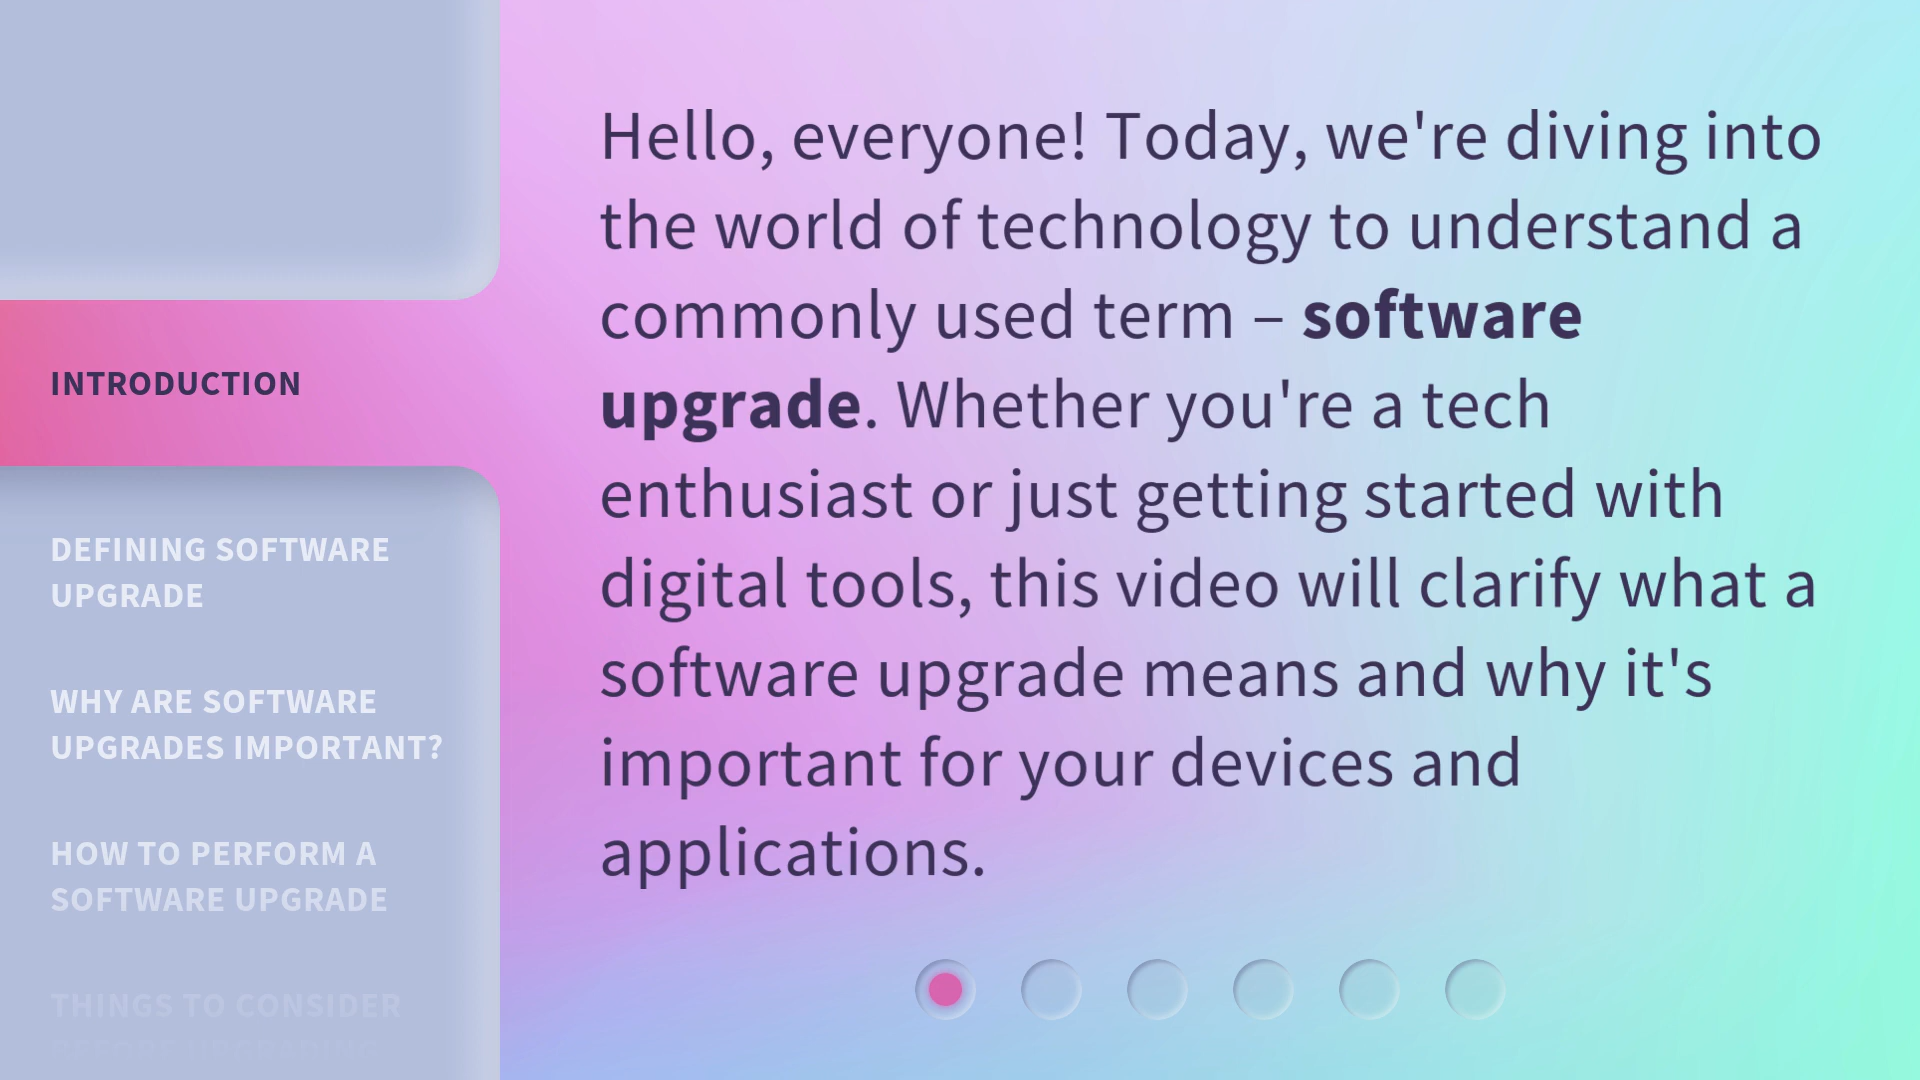 INTRODUCTION
DEFINING SOFTWARE
UPGRADE
WHY ARE SOFTWARE
UPGRADES IMPORTANT?
HOW TO PERFORM A
SOFTWARE UPGRADE
THINGS TO CONSIDER
BEFORE UPGRADING
Hello, everyone! Today, we're diving into
the world of technology to understand a
commonly used term – software
upgrade. Whether you're a tech
enthusiast or just getting started with
digital tools, this video will clarify what a
software upgrade means and why it's
important for your devices and
applications.